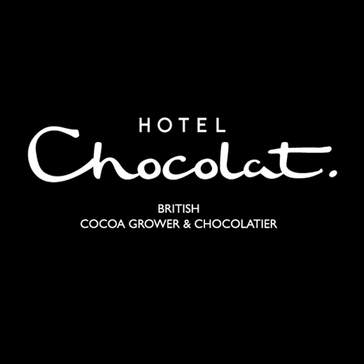 HOTEL
Chocolat.
BRITISH
COCOA GROWER & CHOCOLATIER